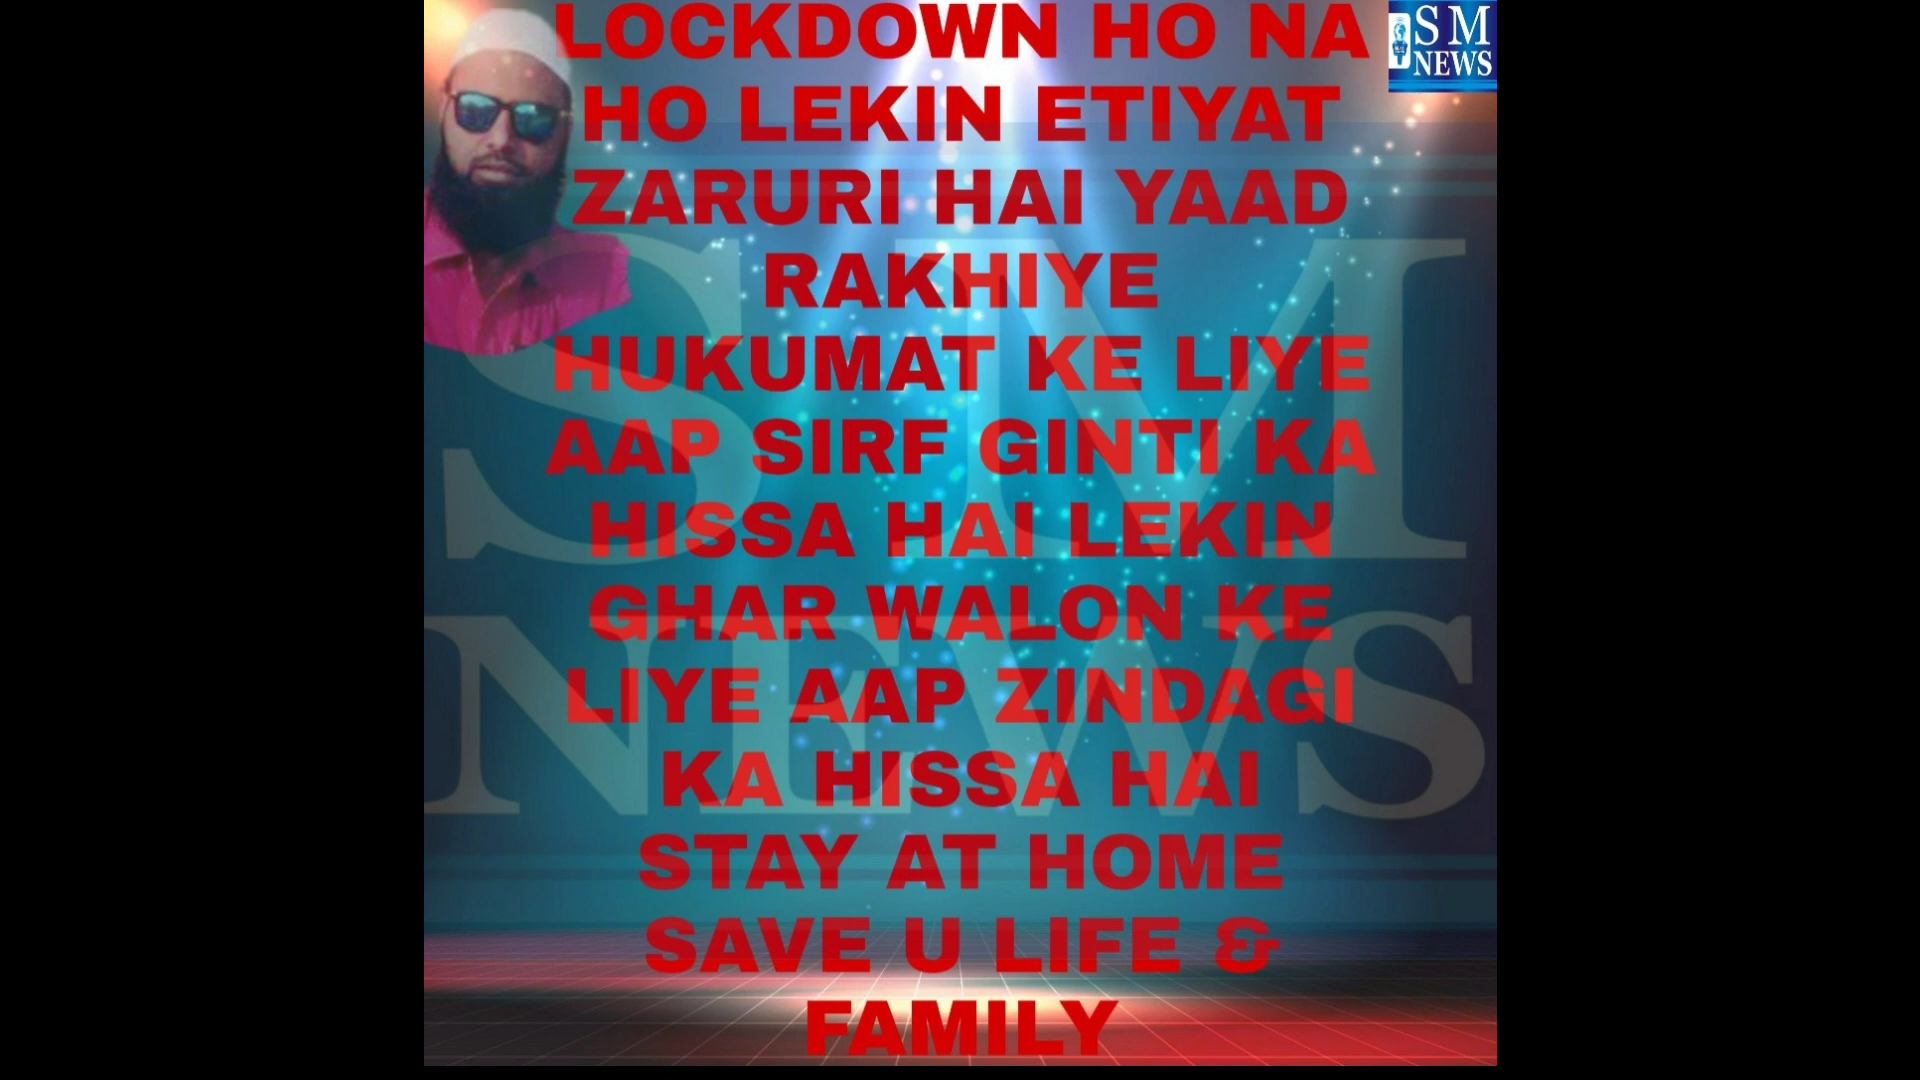 LOCKDOWN HO NA
HO LEKIN ETIYAT
ZARURI HAI YAAD
RAKHIYE
HUKUMAT KE LIYE
AAP SIRF GINTI KA
HISSA HAI LEKIN
GHAR WALON KE
LIYE AAP ZINDAGI
KA HISSA HAI
STAY AT HOME
SAVE U LIFE &
FAMILY
SM
NEWS
SM
NEWS